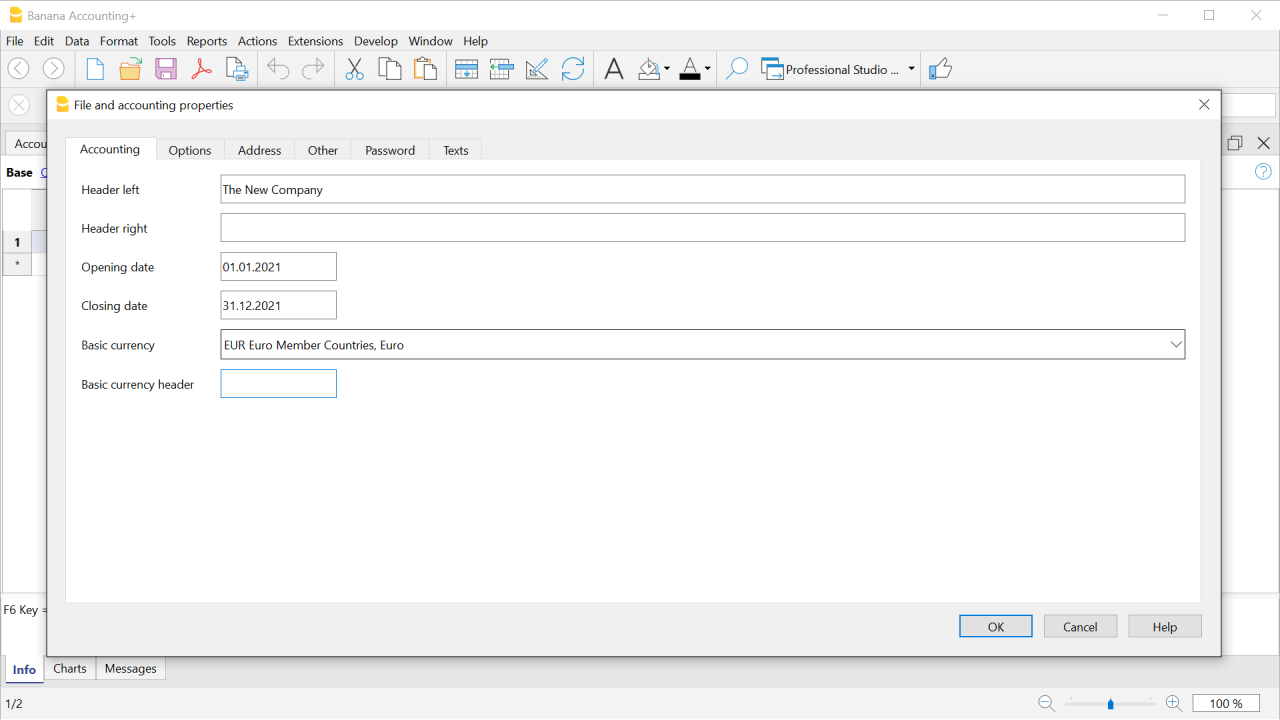 Banana Accounting+
File Edit Data Format Tools Reports Actions Extensions Develop Window Help
Professional Studio ...
File and accounting properties
Accou
Base
Accounting Options Address Other Password Texts
Header left The New Company
Header right
Opening date 01.01.2021
Closing date 31.12.2021
Basic currency EUR Euro Member Countries, Euro
Basic currency header
1
*
F6 Key =
OK Cancel Help
Info Charts Messages
1/2 100 %